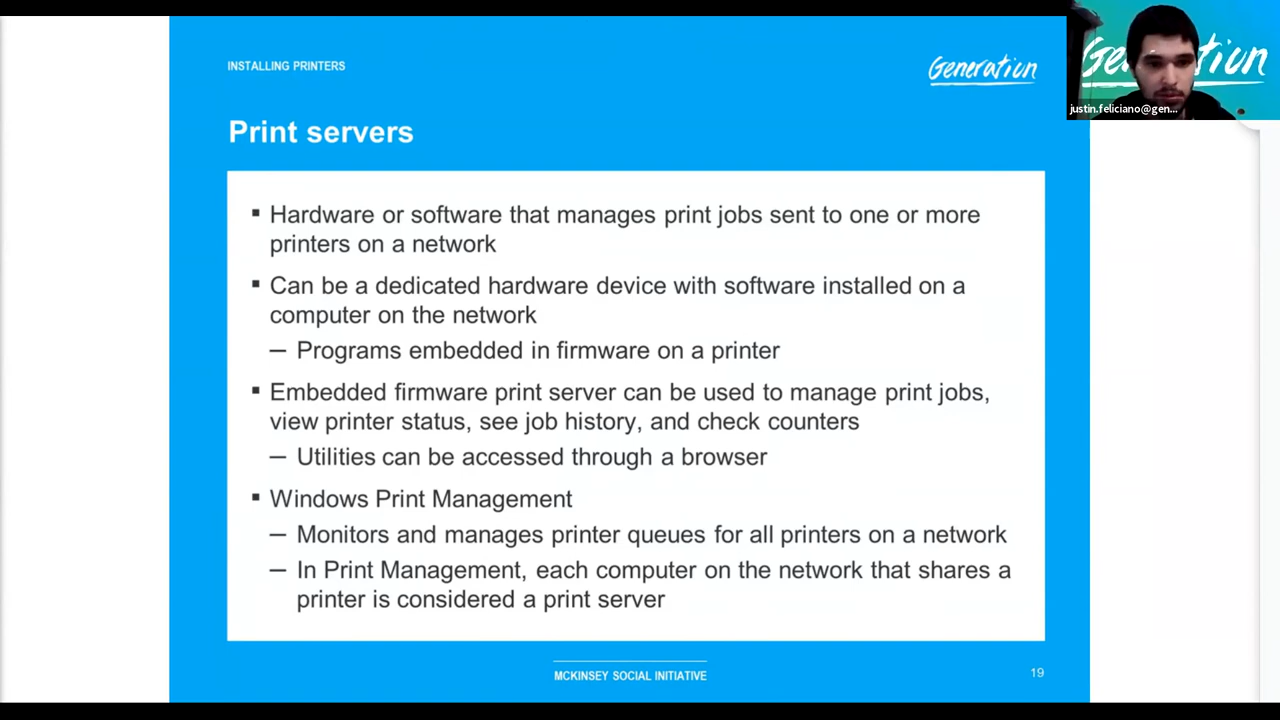 INSTALLING PRINTERS
Generation
Print servers
▪ Hardware or software that manages print jobs sent to one or more
printers on a network
▪ Can be a dedicated hardware device with software installed on a
computer on the network
– Programs embedded in firmware on a printer
▪ Embedded firmware print server can be used to manage print jobs,
view printer status, see job history, and check counters
– Utilities can be accessed through a browser
▪ Windows Print Management
– Monitors and manages printer queues for all printers on a network
– In Print Management, each computer on the network that shares a
printer is considered a print server
MCKINSEY SOCIAL INITIATIVE
19
justin.feliciano@gen...